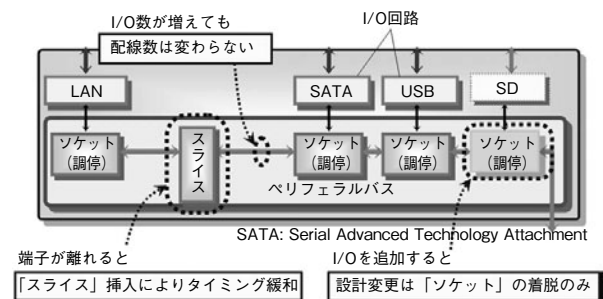 I/O数が増えても
配線数は変わらない
I/O回路
LAN
SATA
USB
SD
ソケット
(調停)
スライス
ソケット
(調停)
ソケット
(調停)
ソケット
(調停)
ペリフェラルバス
SATA: Serial Advanced Technology Attachment
端子が離れると
「スライス」挿入によりタイミング緩和
I/Oを追加すると
設計変更は「ソケット」の着脱のみ